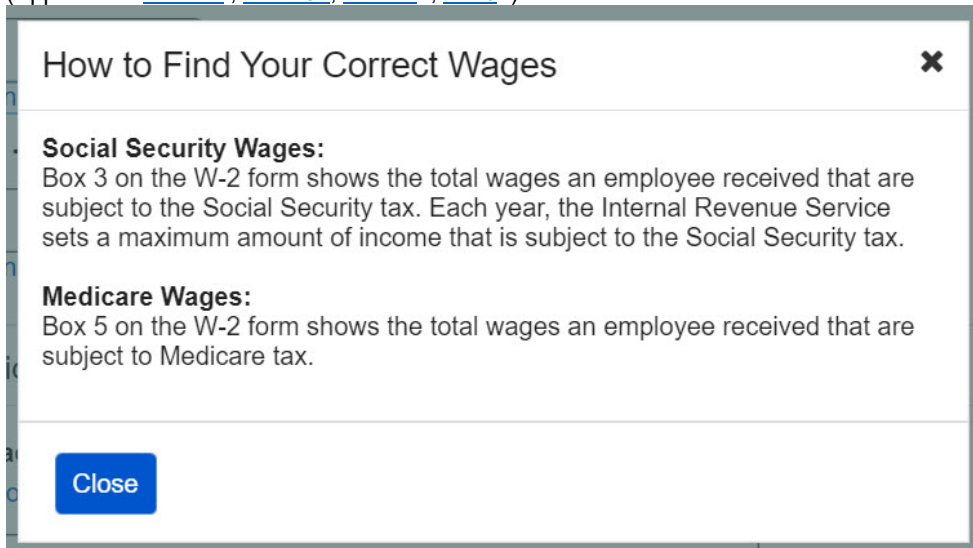 How to Find Your Correct Wages
Social Security Wages:
Box 3 on the W-2 form shows the total wages an employee received that are
subject to the Social Security tax. Each year, the Internal Revenue Service
sets a maximum amount of income that is subject to the Social Security tax.
Medicare Wages:
Box 5 on the W-2 form shows the total wages an employee received that are
subject to Medicare tax.
Close